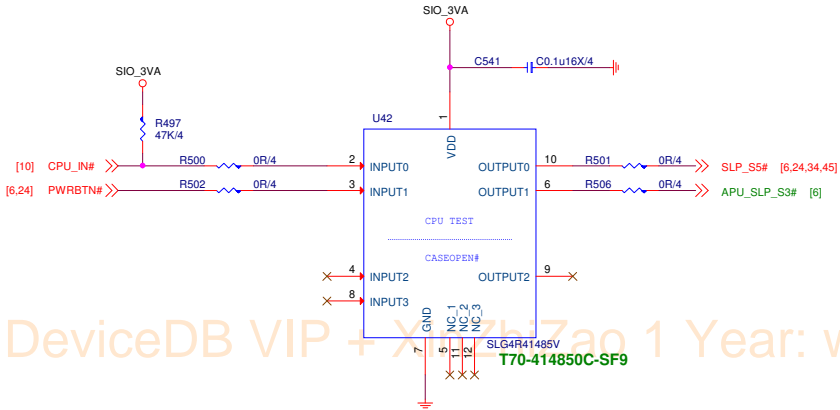 SIO_3VA
C541 C0.1u16X/4
SIO_3VA
R497
47K/4
U42
1
VDD
[10] CPU_IN# R500 0R/4 2 INPUT0 OUTPUT0 10 R501 0R/4 SLP_S5# [6,24,34,45]
[6,24] PWRBTN# R502 0R/4 3 INPUT1 OUTPUT1 6 R506 0R/4 APU_SLP_S3# [6]
CPU TEST
CASEOPEN#
4 INPUT2 OUTPUT2 9
8 INPUT3
GND NC_1 NC_2 NC_3
7 5 11 12
SLG4R41485V
T70-414850C-SF9
DeviceDB VIP + XinZhiZao 1 Year: w